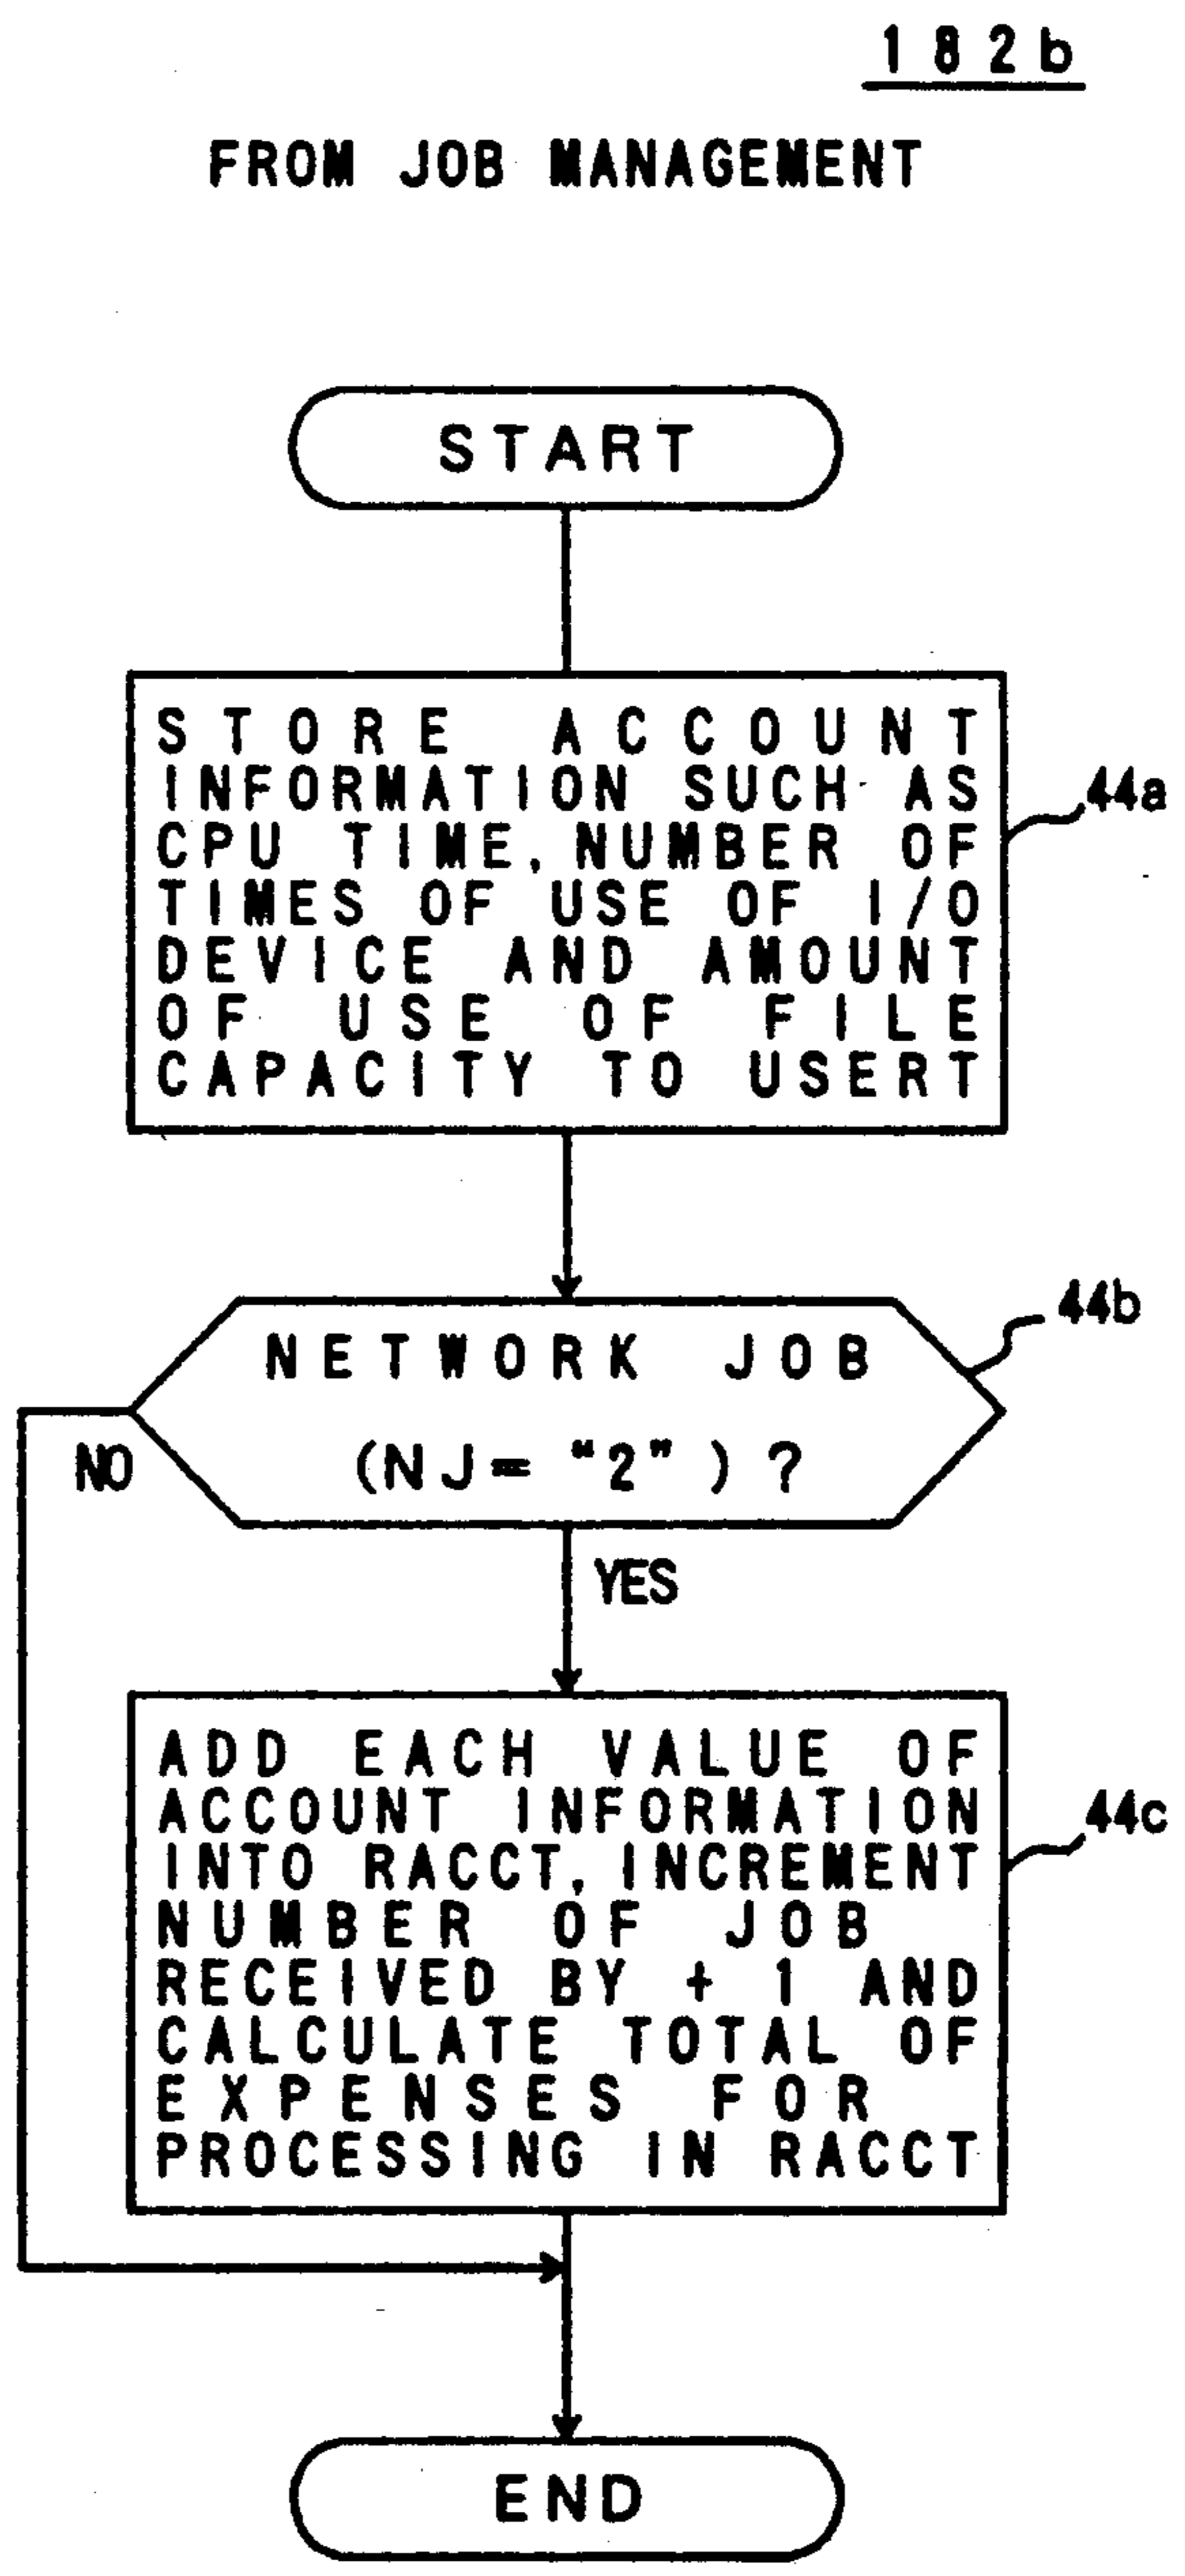 182b
FROM JOB MANAGEMENT
START
STORE ACCOUNT
INFORMATION SUCH AS
CPU TIME, NUMBER OF
TIMES OF USE OF I/O
DEVICE AND AMOUNT
OF USE OF FILE
CAPACITY TO USERT
44a
NETWORK JOB
(NJ= “2” ) ?
44b
NO
YES
ADD EACH VALUE OF
ACCOUNT INFORMATION
INTO RACCT, INCREMENT
NUMBER OF JOB
RECEIVED BY + 1 AND
CALCULATE TOTAL OF
EXPENSES FOR
PROCESSING IN RACCT
44c
END